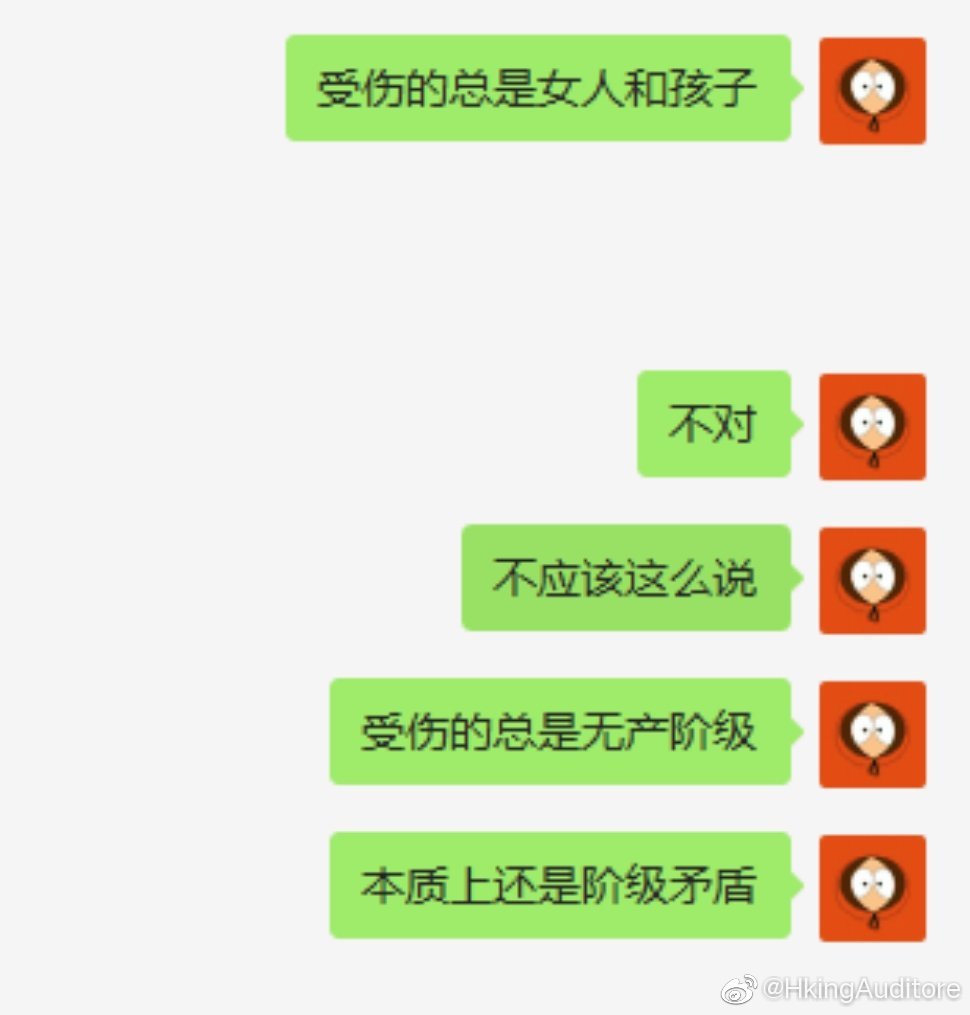 受伤的总是女人和孩子
不对
不应该这么说
受伤的总是无产阶级
本质上还是阶级矛盾
@HkingAuditore